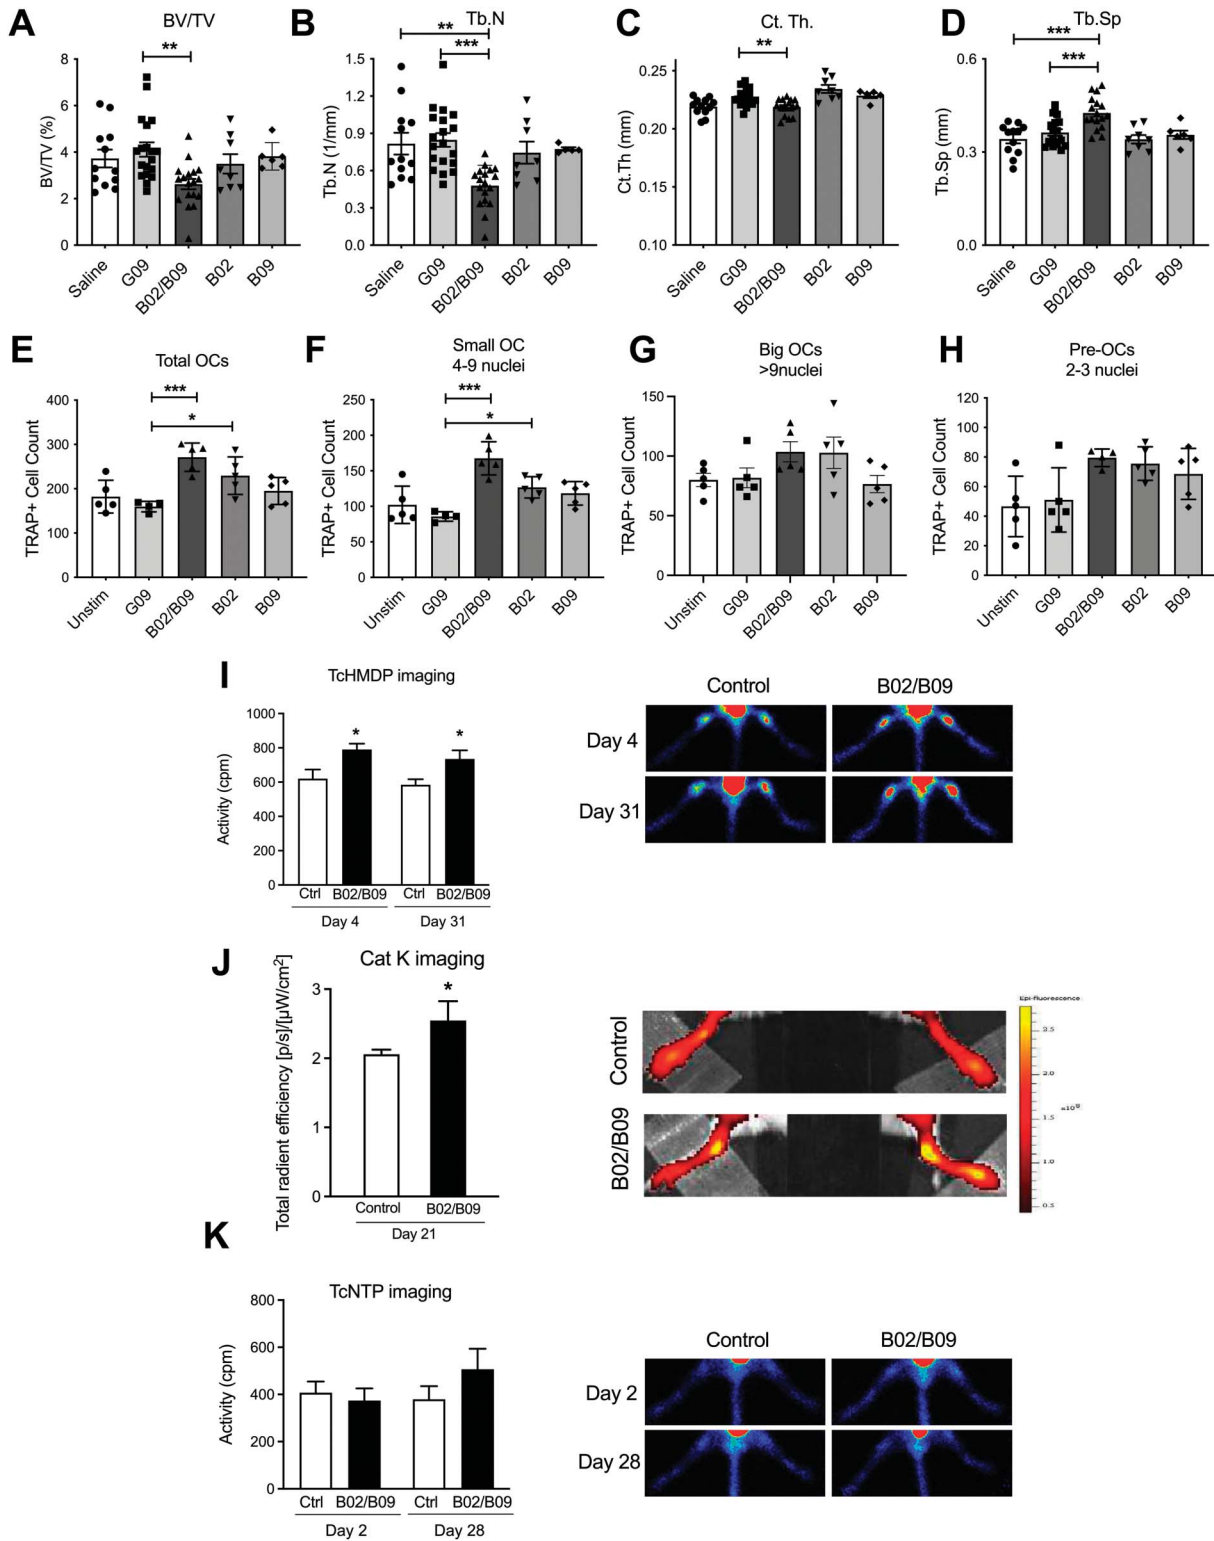 A
BV/TV
**
BV/TV (%)
8
6
4
2
0
Saline
G09
B02/B09
B02
B09
B
Tb.N
**
***
Tb.N (1/mm)
1.5
1.2
0.9
0.6
0.3
0.0
Saline
G09
B02/B09
B02
B09
C
Ct. Th.
**
Ct.Th (mm)
0.25
0.20
0.15
0.10
Saline
G09
B02/B09
B02
B09
D
Tb.Sp
***
***
Tb.Sp (mm)
0.6
0.3
0.0
Saline
G09
B02/B09
B02
B09
E
Total OCs
***
*
TRAP+ Cell Count
400
300
200
100
0
Unstim
G09
B02/B09
B02
B09
F
Small OC
4-9 nuclei
***
*
TRAP+ Cell Count
250
200
150
100
50
0
Unstim
G09
B02/B09
B02
B09
G
Big OCs
>9nuclei
TRAP+ Cell Count
150
100
50
0
Unstim
G09
B02/B09
B02
B09
H
Pre-OCs
2-3 nuclei
TRAP+ Cell Count
120
100
80
60
40
20
0
Unstim
G09
B02/B09
B02
B09
I
TcHMDP imaging
Activity (cpm)
1000
800
600
400
200
0
*
*
Ctrl B02/B09 Ctrl B02/B09
Day 4 Day 31
Control B02/B09
Day 4
Day 31
J
Cat K imaging
Total radient efficiency [p/s]/[µW/cm²]
3
2
1
0
*
Control B02/B09
Day 21
Control
B02/B09
Epi-fluorescence
2.5
2.0
1.5
x10⁸
1.0
0.5
K
TcNTP imaging
Activity (cpm)
800
600
400
200
0
Ctrl B02/B09 Ctrl B02/B09
Day 2 Day 28
Control B02/B09
Day 2
Day 28